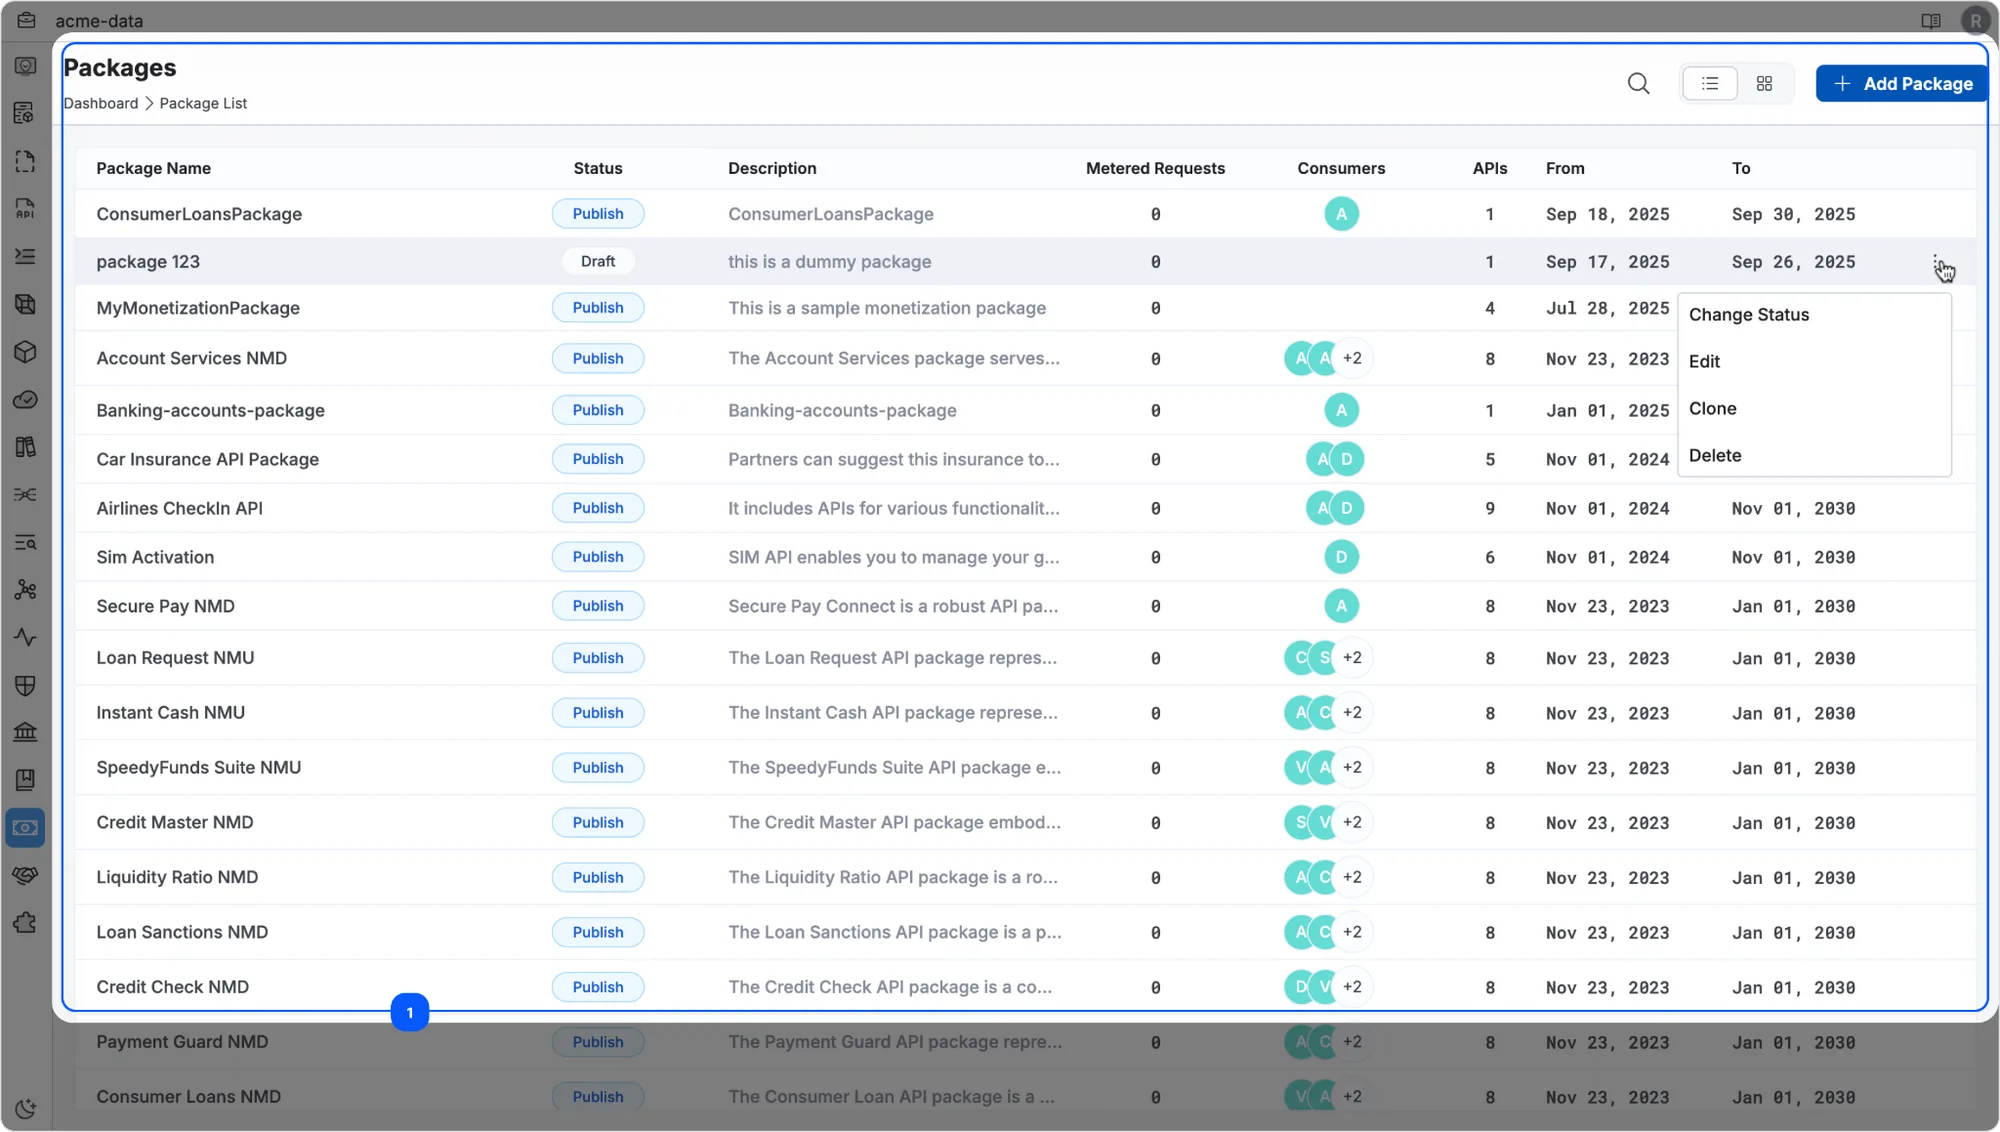 acme-data R
Packages
Dashboard > Package List
+ Add Package
Package Name Status Description Metered Requests Consumers APIs From To
ConsumerLoansPackage Publish ConsumerLoansPackage 0 A 1 Sep 18, 2025 Sep 30, 2025
package 123 Draft this is a dummy package 0 1 Sep 17, 2025 Sep 26, 2025
MyMonetizationPackage Publish This is a sample monetization package 0 4 Jul 28, 2025
Change Status
Account Services NMD Publish The Account Services package serves... 0 A A +2 8 Nov 23, 2023
Edit
Banking-accounts-package Publish Banking-accounts-package 0 A 1 Jan 01, 2025
Clone
Car Insurance API Package Publish Partners can suggest this insurance to... 0 A D 5 Nov 01, 2024
Delete
Airlines CheckIn API Publish It includes APIs for various functionalit... 0 A D 9 Nov 01, 2024 Nov 01, 2030
Sim Activation Publish SIM API enables you to manage your g... 0 D 6 Nov 01, 2024 Nov 01, 2030
Secure Pay NMD Publish Secure Pay Connect is a robust API pa... 0 A 8 Nov 23, 2023 Jan 01, 2030
Loan Request NMU Publish The Loan Request API package repres... 0 C S +2 8 Nov 23, 2023 Jan 01, 2030
Instant Cash NMU Publish The Instant Cash API package represe... 0 A C +2 8 Nov 23, 2023 Jan 01, 2030
SpeedyFunds Suite NMU Publish The SpeedyFunds Suite API package e... 0 V A +2 8 Nov 23, 2023 Jan 01, 2030
Credit Master NMD Publish The Credit Master API package embod... 0 S V +2 8 Nov 23, 2023 Jan 01, 2030
Liquidity Ratio NMD Publish The Liquidity Ratio API package is a ro... 0 A C +2 8 Nov 23, 2023 Jan 01, 2030
Loan Sanctions NMD Publish The Loan Sanctions API package is a p... 0 A C +2 8 Nov 23, 2023 Jan 01, 2030
Credit Check NMD Publish The Credit Check API package is a co... 0 D V +2 8 Nov 23, 2023 Jan 01, 2030
1
Payment Guard NMD Publish The Payment Guard API package repre... 0 A C +2 8 Nov 23, 2023 Jan 01, 2030
Consumer Loans NMD Publish The Consumer Loan API package is a ... 0 V A +2 8 Nov 23, 2023 Jan 01, 2030
API